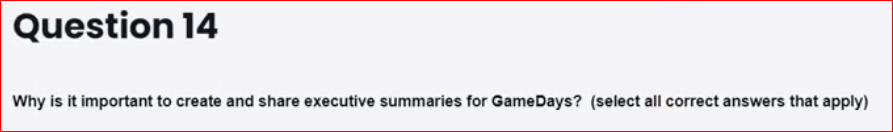 Question 14
Why is it important to create and share executive summaries for GameDays? (select all correct answers that apply)